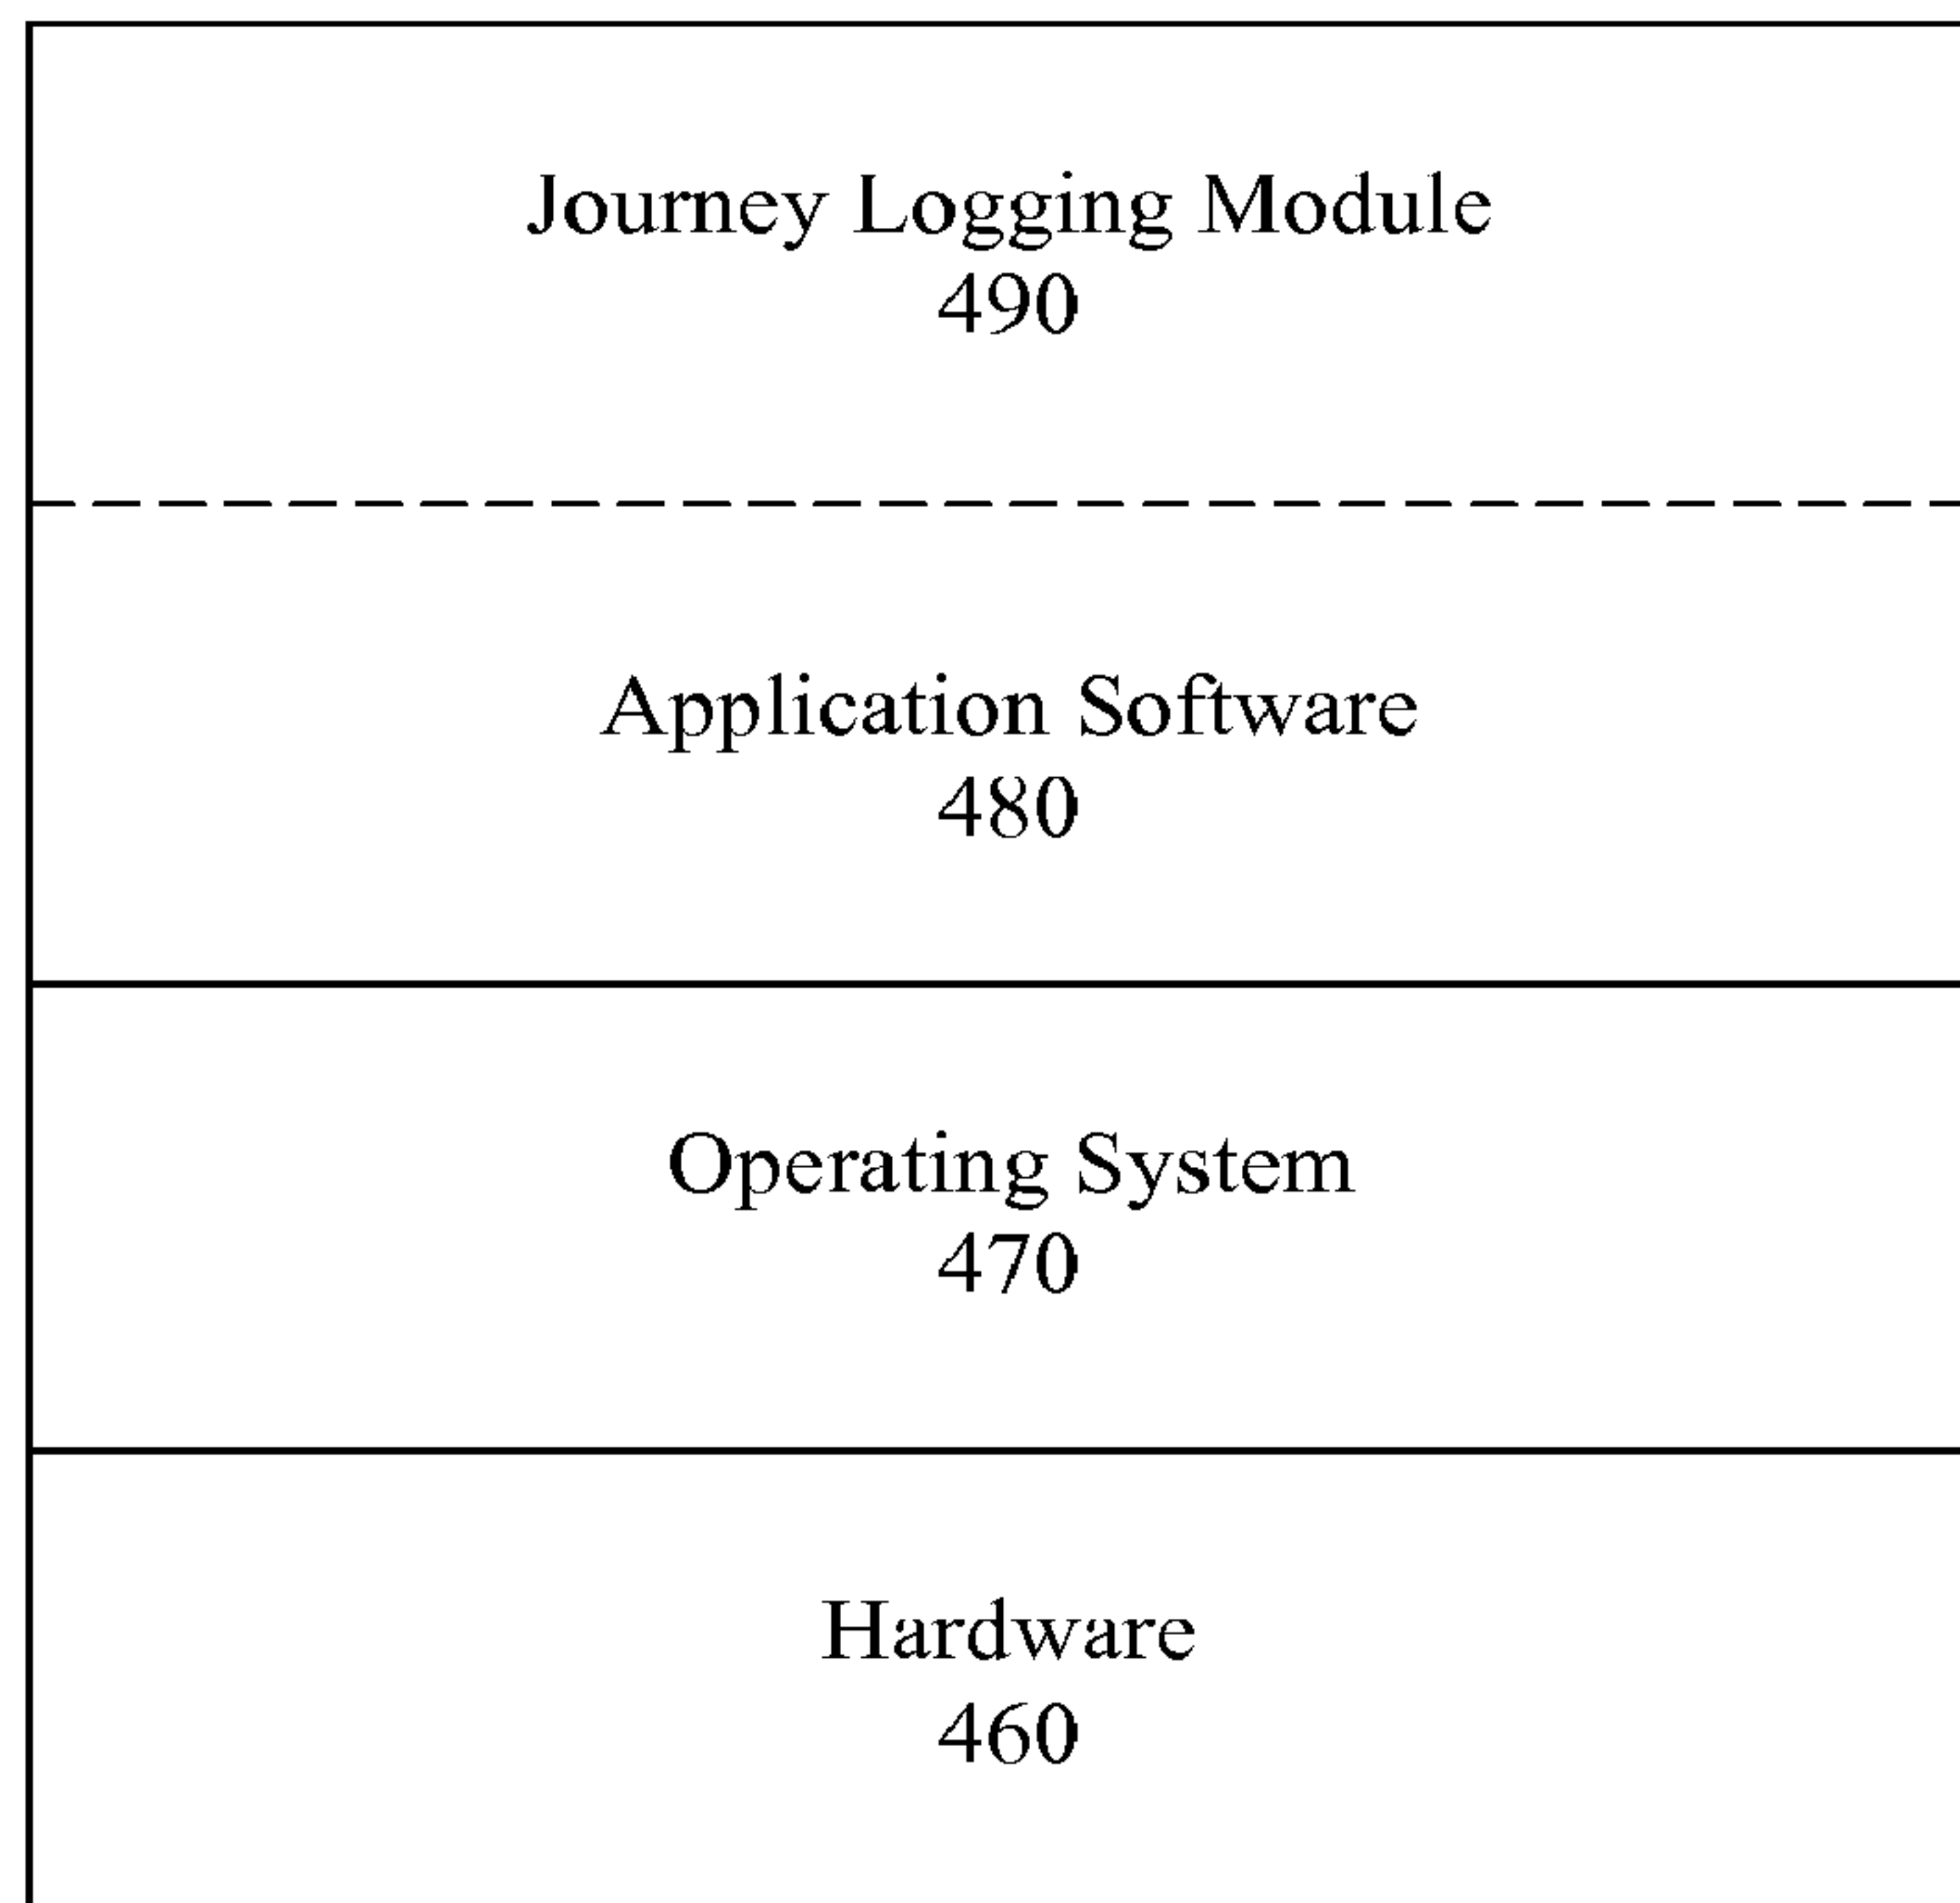 Journey Logging Module
490
Application Software
480
Operating System
470
Hardware
460